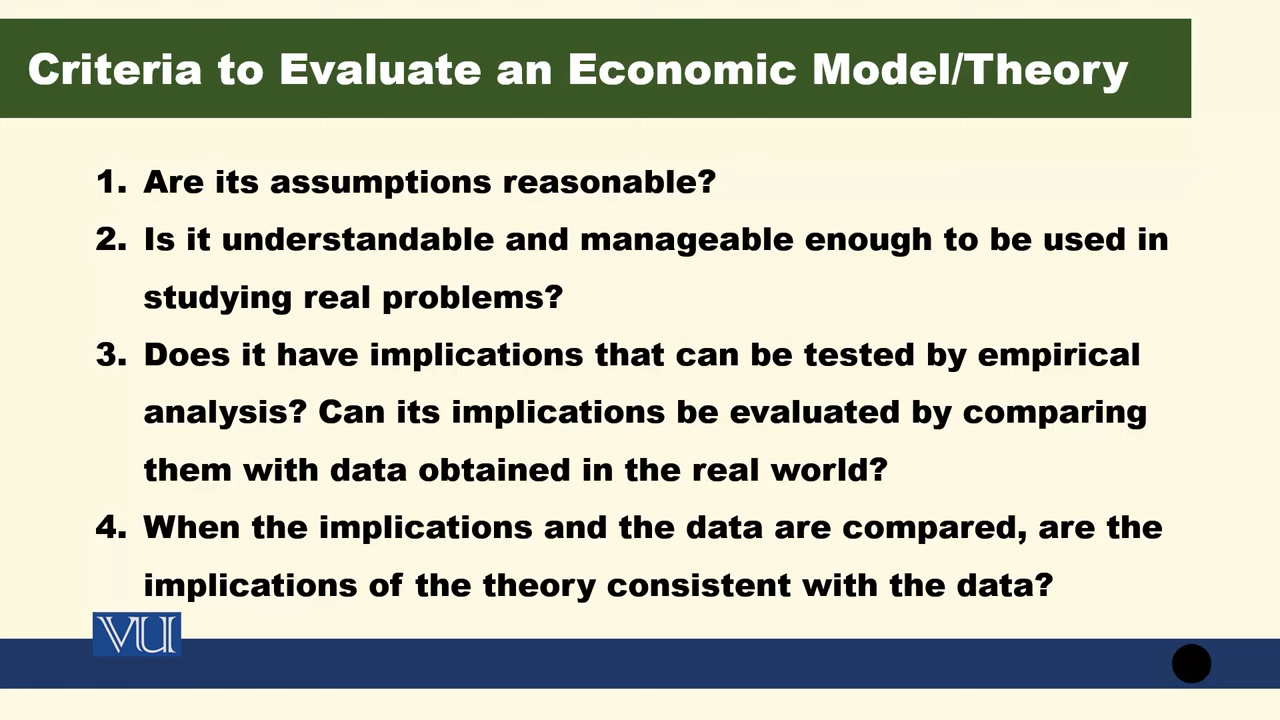 Criteria to Evaluate an Economic Model/Theory
1. Are its assumptions reasonable?
2. Is it understandable and manageable enough to be used in
studying real problems?
3. Does it have implications that can be tested by empirical
analysis? Can its implications be evaluated by comparing
them with data obtained in the real world?
4. When the implications and the data are compared, are the
implications of the theory consistent with the data?
VU